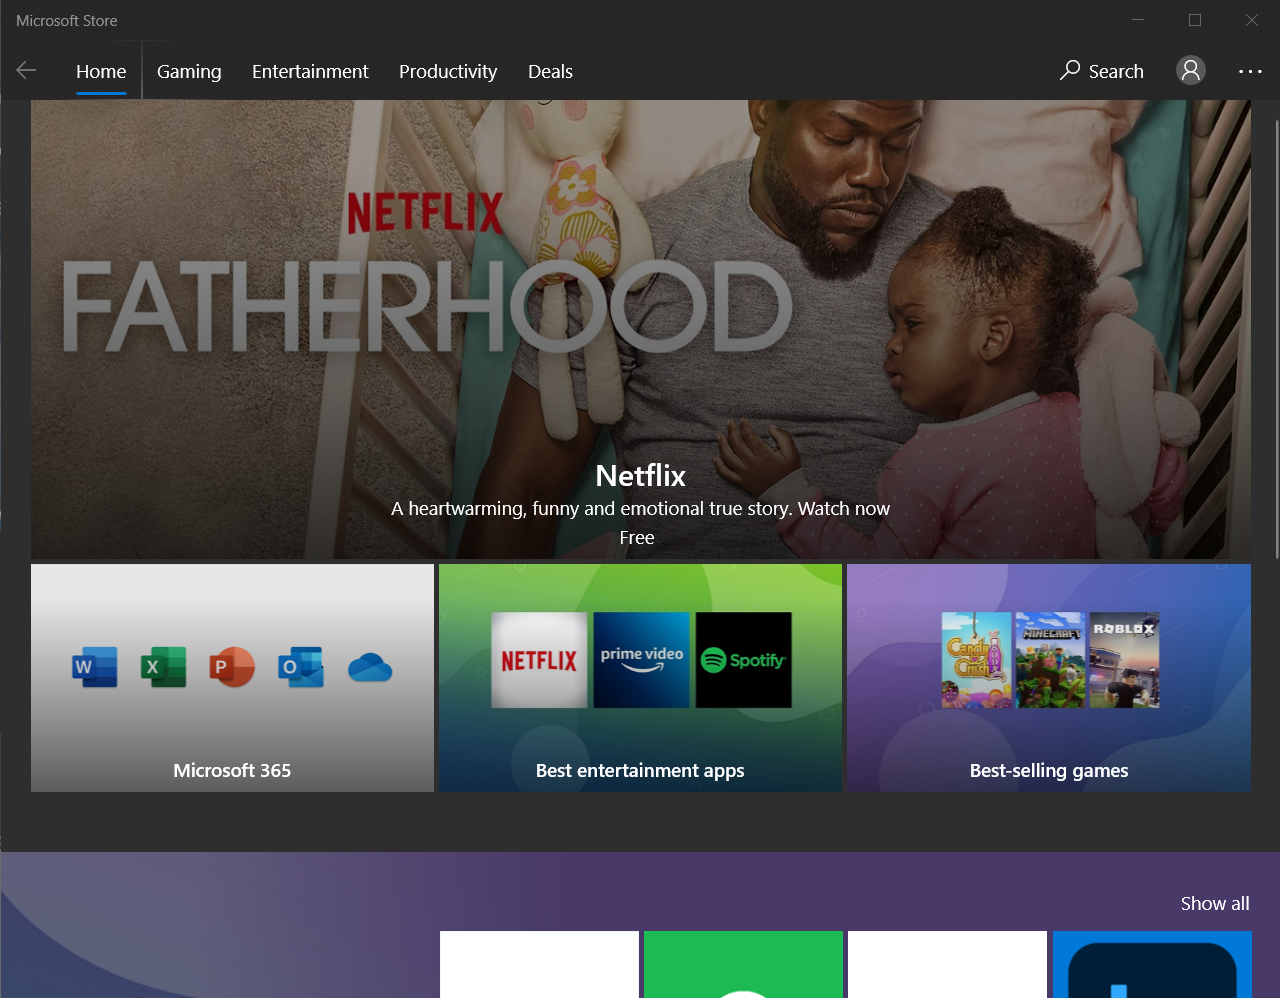 Microsoft Store
Home Gaming Entertainment Productivity Deals Search
NETFLIX
FATHERHOOD
Netflix
A heartwarming, funny and emotional true story. Watch now
Free
W X P O
NETFLIX prime video Spotify
Candy Crush MINECRAFT ROBLOX
Microsoft 365 Best entertainment apps Best-selling games
Show all